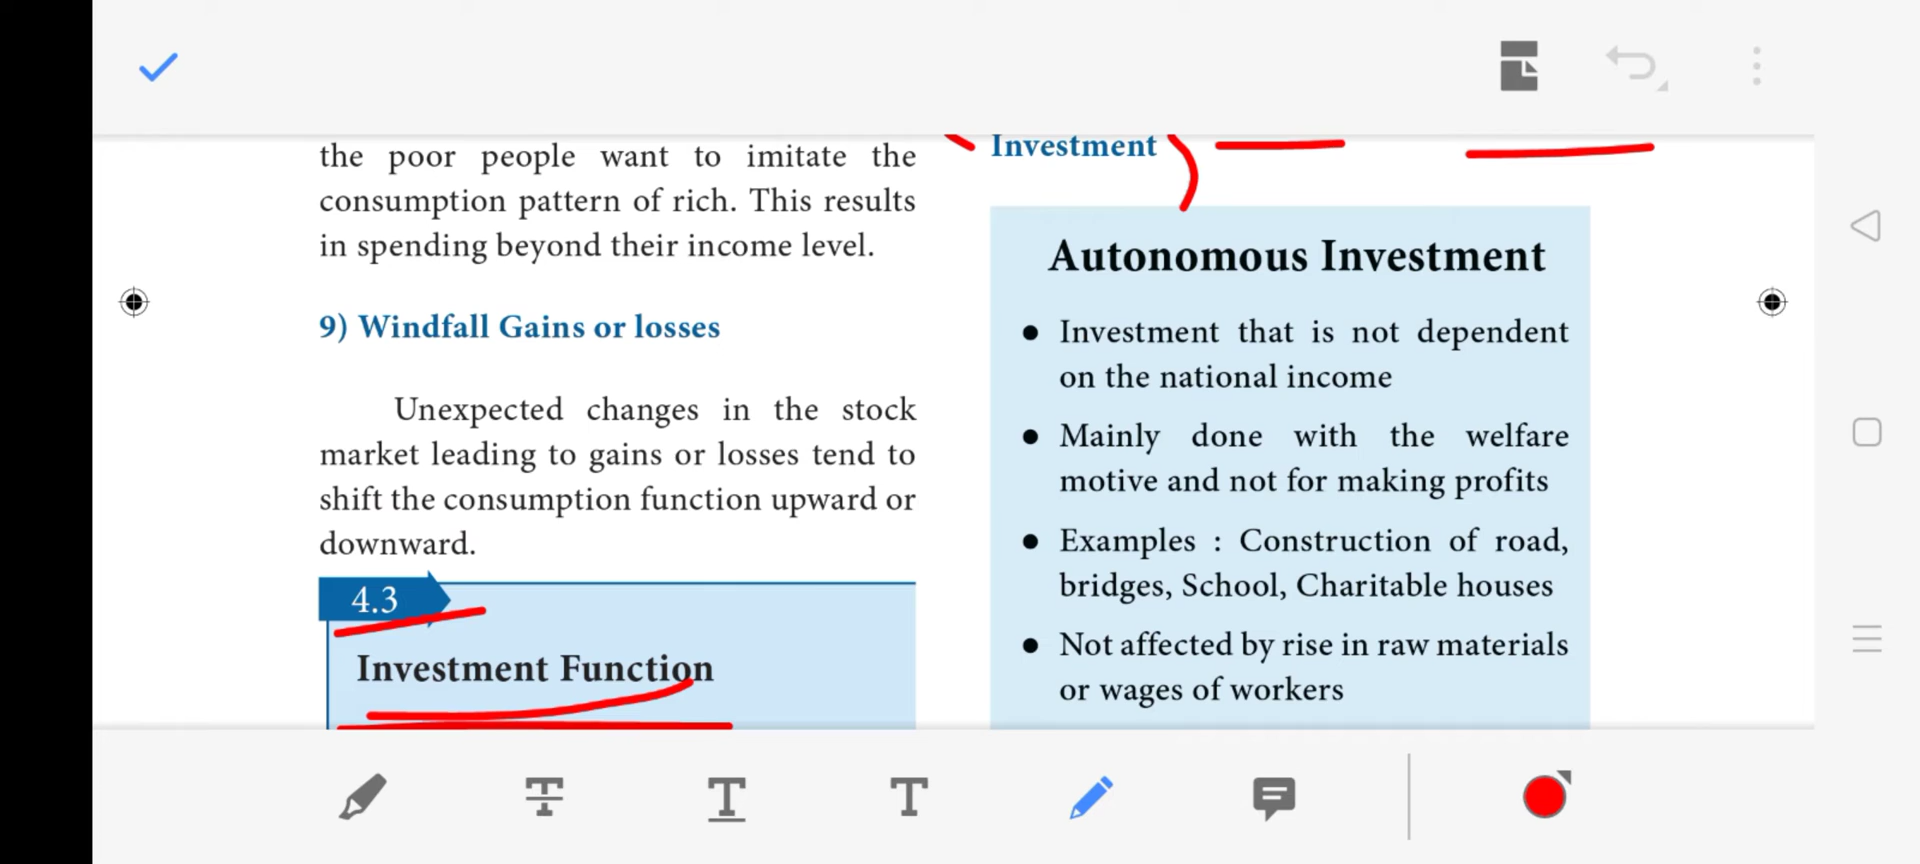 the poor people want to imitate the
consumption pattern of rich. This results
in spending beyond their income level.
9) Windfall Gains or losses
Unexpected changes in the stock
market leading to gains or losses tend to
shift the consumption function upward or
downward.
4.3
Investment Function
Investment
Autonomous Investment
● Investment that is not dependent
on the national income
● Mainly done with the welfare
motive and not for making profits
● Examples : Construction of road,
bridges, School, Charitable houses
● Not affected by rise in raw materials
or wages of workers